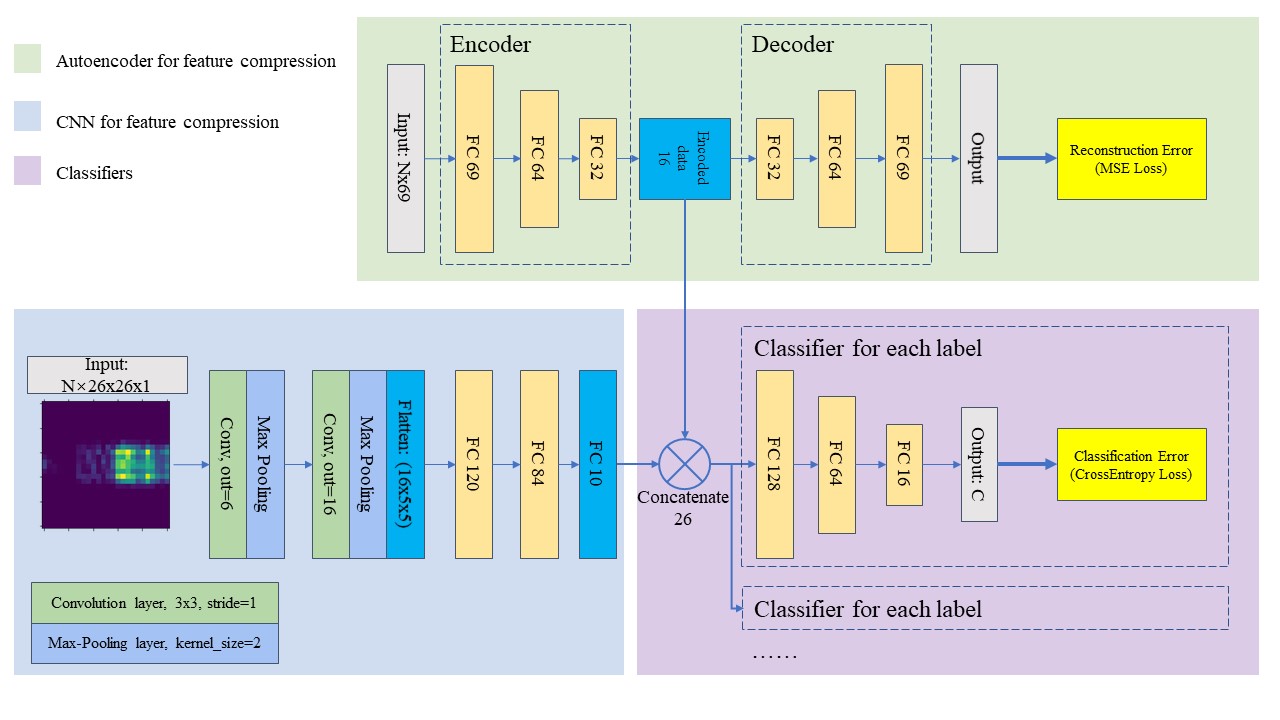 Autoencoder for feature compression
CNN for feature compression
Classifiers
Encoder
Decoder
Input: Nx69
FC 69
FC 64
FC 32
Encoded
data
16
FC 32
FC 64
FC 69
Output
Reconstruction Error
(MSE Loss)
Input:
N×26x26x1
Conv, out=6
Max Pooling
Conv, out=16
Max Pooling
Flatten: (16x5x5)
FC 120
FC 84
FC 10
Convolution layer, 3x3, stride=1
Max-Pooling layer, kernel_size=2
Concatenate
26
Classifier for each label
FC 128
FC 64
FC 16
Output: C
Classification Error
(CrossEntropy Loss)
Classifier for each label
……